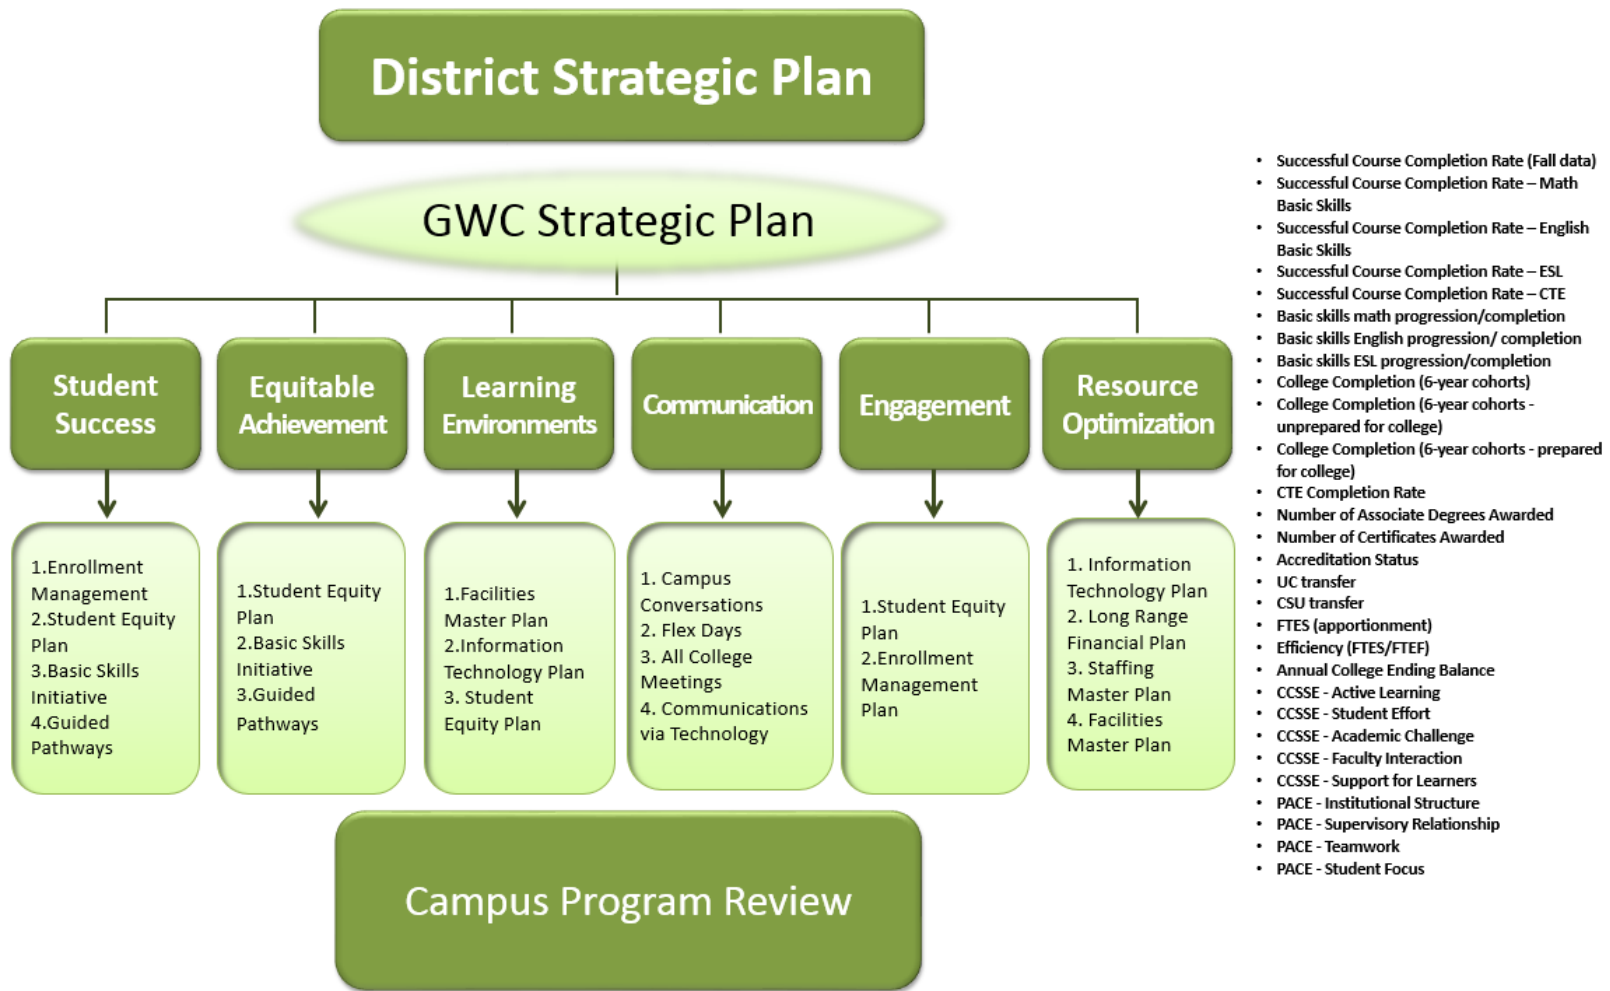 District Strategic Plan
GWC Strategic Plan
Student
Success
Equitable
Achievement
Learning
Environments
Communication
Engagement
Resource
Optimization
1.Enrollment
Management
2.Student Equity
Plan
3.Basic Skills
Initiative
4.Guided
Pathways
1.Student Equity
Plan
2.Basic Skills
Initiative
3.Guided
Pathways
1.Facilities
Master Plan
2.Information
Technology Plan
3. Student
Equity Plan
1. Campus
Conversations
2. Flex Days
3. All College
Meetings
4. Communications
via Technology
1.Student Equity
Plan
2.Enrollment
Management
Plan
1. Information
Technology Plan
2. Long Range
Financial Plan
3. Staffing
Master Plan
4. Facilities
Master Plan
Campus Program Review
• Successful Course Completion Rate (Fall data)
• Successful Course Completion Rate – Math
Basic Skills
• Successful Course Completion Rate – English
Basic Skills
• Successful Course Completion Rate – ESL
• Successful Course Completion Rate – CTE
• Basic skills math progression/completion
• Basic skills English progression/ completion
• Basic skills ESL progression/completion
• College Completion (6-year cohorts)
• College Completion (6-year cohorts -
unprepared for college)
• College Completion (6-year cohorts - prepared
for college)
• CTE Completion Rate
• Number of Associate Degrees Awarded
• Number of Certificates Awarded
• Accreditation Status
• UC transfer
• CSU transfer
• FTES (apportionment)
• Efficiency (FTES/FTEF)
• Annual College Ending Balance
• CCSSE - Active Learning
• CCSSE - Student Effort
• CCSSE - Academic Challenge
• CCSSE - Faculty Interaction
• CCSSE - Support for Learners
• PACE - Institutional Structure
• PACE - Supervisory Relationship
• PACE - Teamwork
• PACE - Student Focus